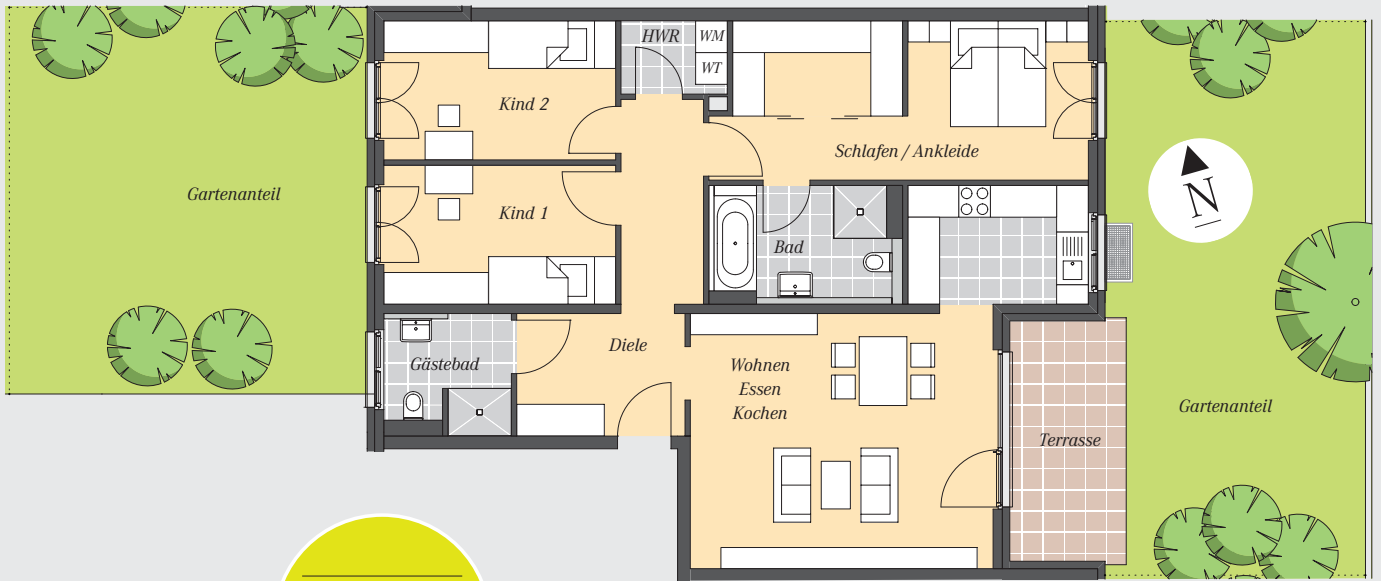 HWR
WM
WT
Kind 2
Schlafen / Ankleide
Gartenanteil
Kind 1
N
Bad
Diele
Gästebad
Wohnen
Essen
Kochen
Gartenanteil
Terrasse